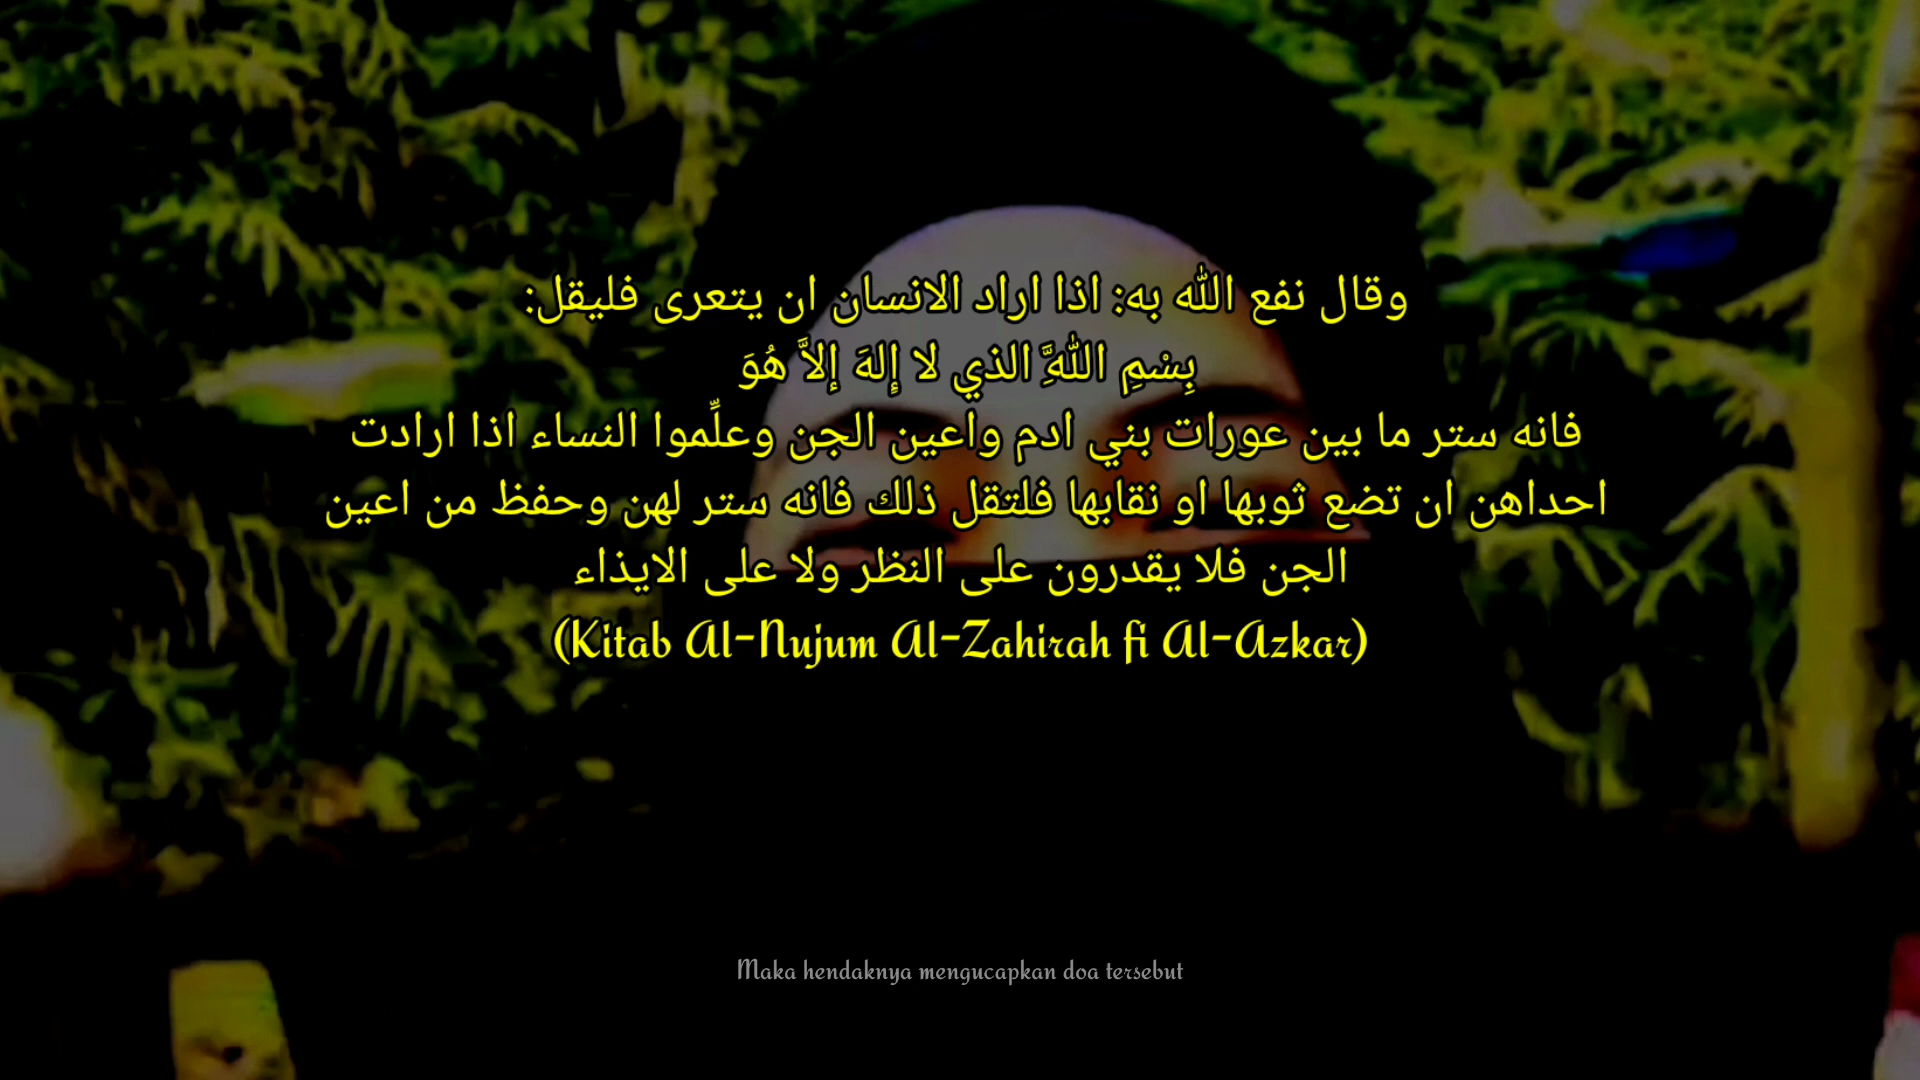 وقال نفع الله به: اذا اراد الانسان ان يتعرى فليقل:
بِسْمِ اللَّهِ الذي لا إِلهَ إلاَّ هُوَ
فانه ستر ما بين عورات بني ادم واعين الجن وعلِّموا النساء اذا ارادت
احداهن ان تضع ثوبها او نقابها فلتقل ذلك فانه ستر لهن وحفظ من اعين
الجن فلا يقدرون على النظر ولا على الايذاء
(Kitab Al-Nujum Al-Zahirah fi Al-Azkar)
Maka hendaknya mengucapkan doa tersebut